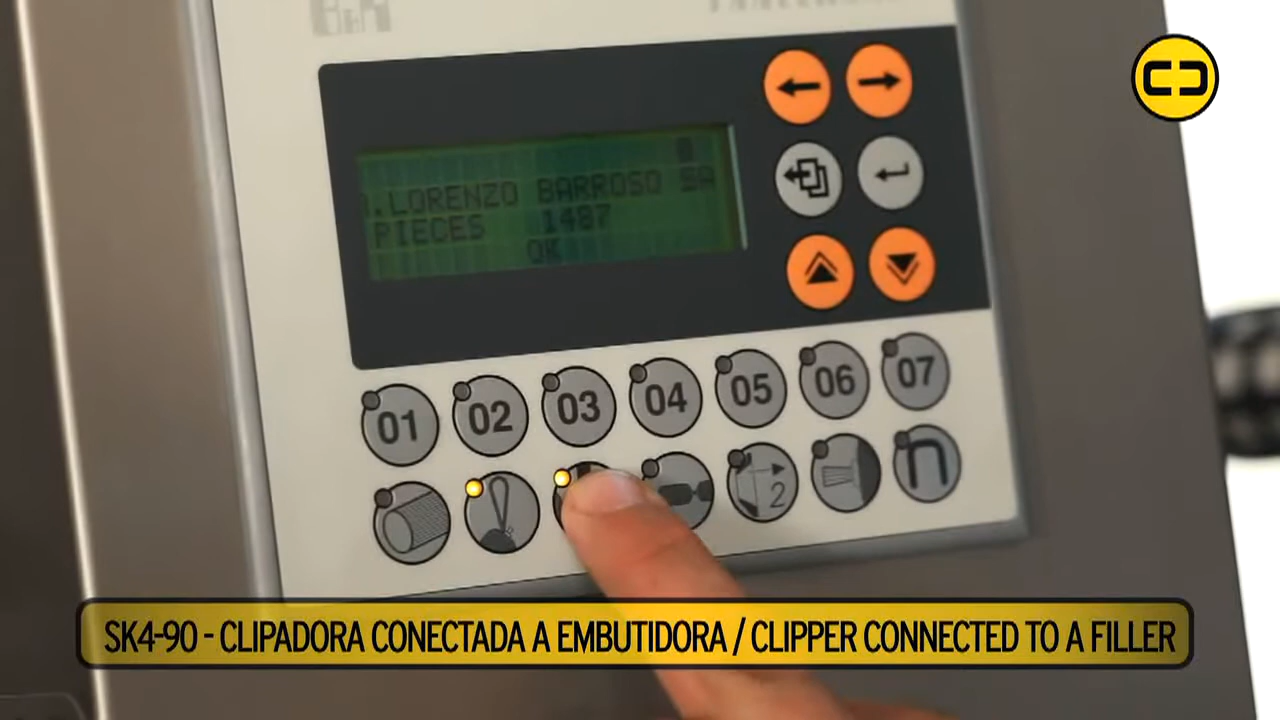 LORENZO BARROSO SA
PIECES 1487
OK
01 02 03 04 05 06 07
2
n
SK4-90 - CLIPADORA CONECTADA A EMBUTIDORA / CLIPPER CONNECTED TO A FILLER